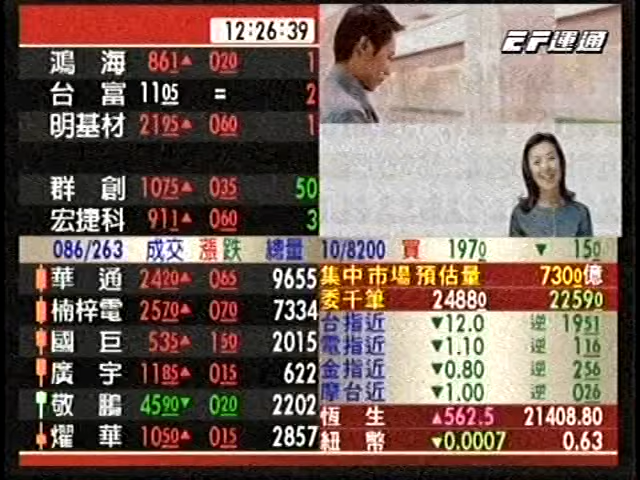 12:26:39
EF運通
鴻海 861▲ 020 1
台富 1105 = 2
明基材 2195▲ 060 1
群創 1075▲ 035 50
宏捷科 911▲ 060 3
086/263 成交 漲跌 總量 10/8200 買 1970 ▼ 150
華通 2420▲ 065 9655
楠梓電 2570▲ 070 7334
國巨 535▲ 150 2015
廣宇 1185▲ 015 622
敬鵬 4590▼ 020 2202
燿華 1050▲ 015 2857
集中市場預估量 7300億
委千筆 24880 22590
台指近 ▼12.0 逆 1951
電指近 ▼1.10 逆 116
金指近 ▼0.80 逆 256
摩台近 ▼1.00 逆 026
恆生 ▲562.5 21408.80
紐幣 ▼0.0007 0.63